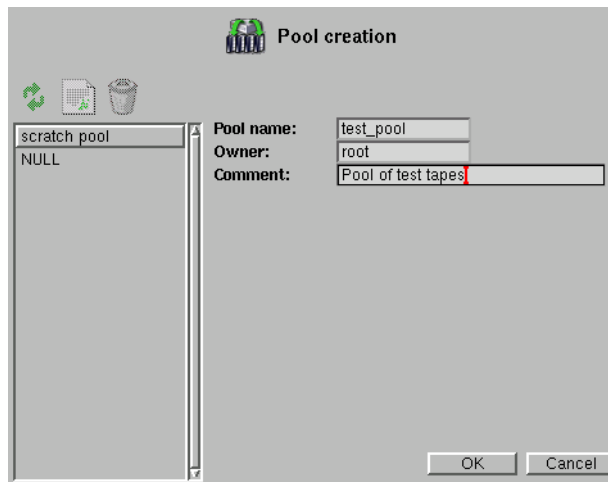 Pool creation
scratch pool
NULL
Pool name: test_pool
Owner: root
Comment: Pool of test tapes
OK Cancel